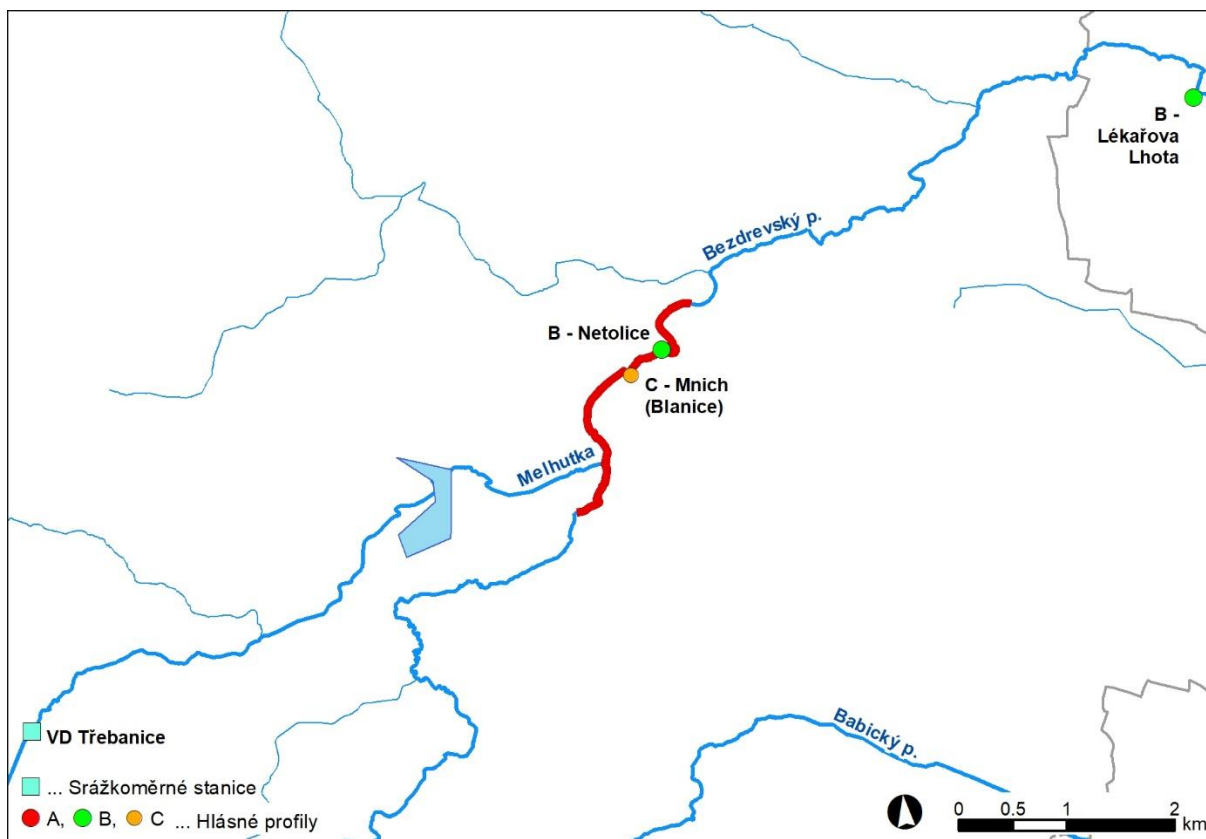 B -
Lékařova
Lhota
Bezdrevský p.
B - Netolice
C - Mnich
(Blanice)
Melhutka
Babický p.
VD Třebanice
... Srážkoměrné stanice
A, B, C ... Hlásné profily
0 0.5 1 2
km